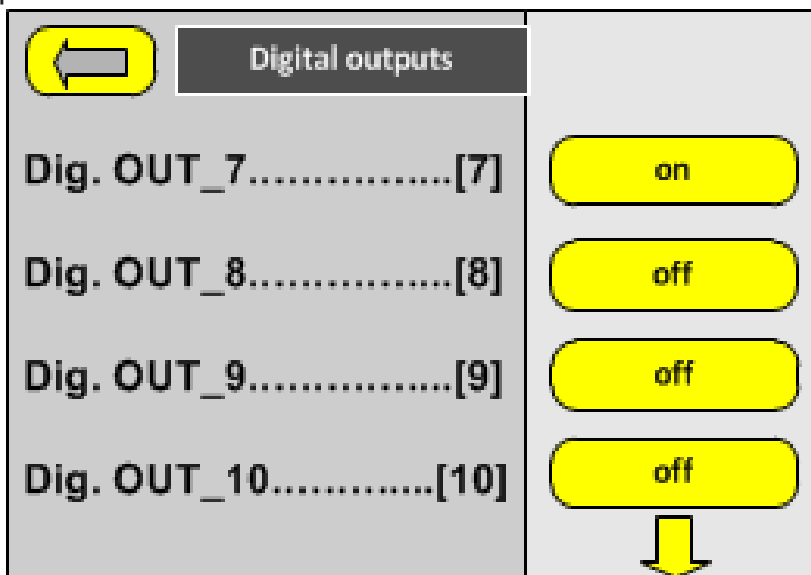 Digital outputs
Dig. OUT_7................[7] on
Dig. OUT_8................[8] off
Dig. OUT_9................[9] off
Dig. OUT_10.............[10] off